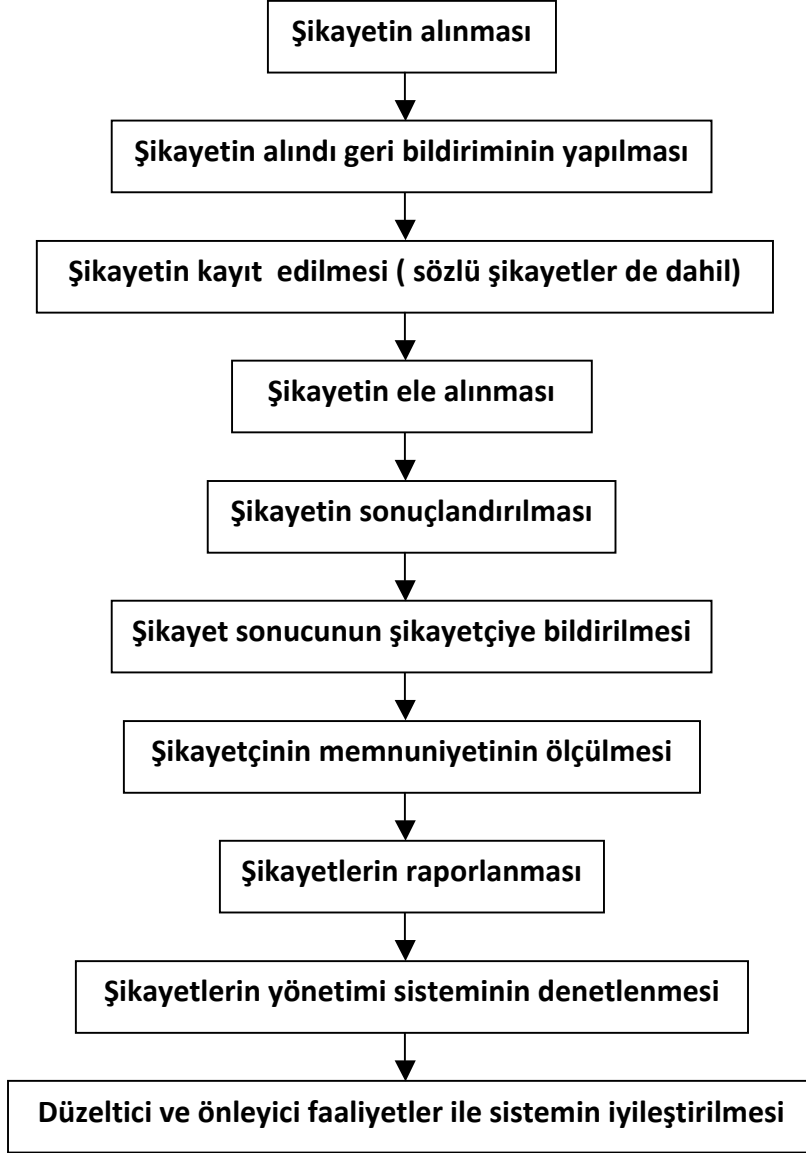 Şikayetin alınması
Şikayetin alındı geri bildiriminin yapılması
Şikayetin kayıt  edilmesi ( sözlü şikayetler de dahil)
Şikayetin ele alınması
Şikayetin sonuçlandırılması
Şikayet sonucunun şikayetçiye bildirilmesi
Şikayetçinin memnuniyetinin ölçülmesi
Şikayetlerin raporlanması
Şikayetlerin yönetimi sisteminin denetlenmesi
Düzeltici ve önleyici faaliyetler ile sistemin iyileştirilmesi